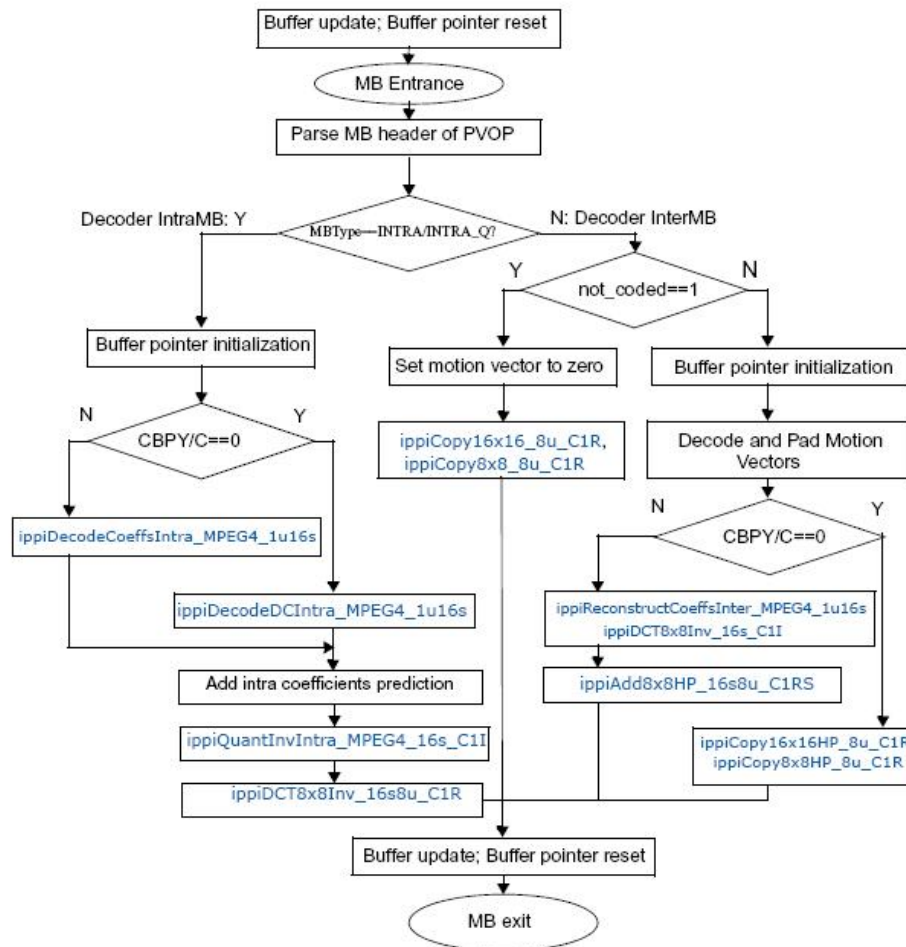 Buffer update; Buffer pointer reset
MB Entrance
Parse MB header of PVOP
Decoder IntraMB: Y
MBType—INTRA/INTRA_Q?
N: Decoder InterMB
Y
not_coded==1
N
Buffer pointer initialization
Set motion vector to zero
Buffer pointer initialization
N
CBPY/C==0
Y
ippiCopy16x16_8u_C1R,
ippiCopy8x8_8u_C1R
Decode and Pad Motion
Vectors
ippiDecodeCoeffsIntra_MPEG4_1u16s
N
CBPY/C==0
Y
ippiDecodeDCIntra_MPEG4_1u16s
ippiReconstructCoeffsInter_MPEG4_1u16s
ippiDCT8x8Inv_16s_C1I
Add intra coefficients prediction
ippiAdd8x8HP_16s8u_C1RS
ippiQuantInvIntra_MPEG4_16s_C1I
ippiCopy16x16HP_8u_C1R
ippiCopy8x8HP_8u_C1R
ippiDCT8x8Inv_16s8u_C1R
Buffer update; Buffer pointer reset
MB exit